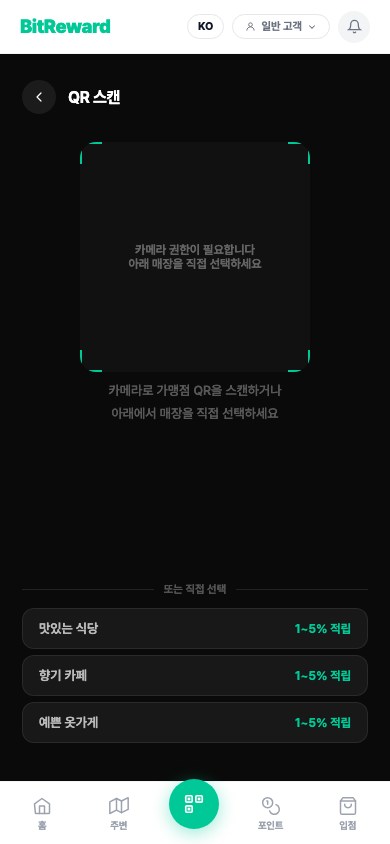 BitReward
KO
일반 고객
QR 스캔
카메라 권한이 필요합니다
아래 매장을 직접 선택하세요
카메라로 가맹점 QR을 스캔하거나
아래에서 매장을 직접 선택하세요
또는 직접 선택
맛있는 식당
1~5% 적립
향기 카페
1~5% 적립
예쁜 옷가게
1~5% 적립
홈
주변
포인트
입점